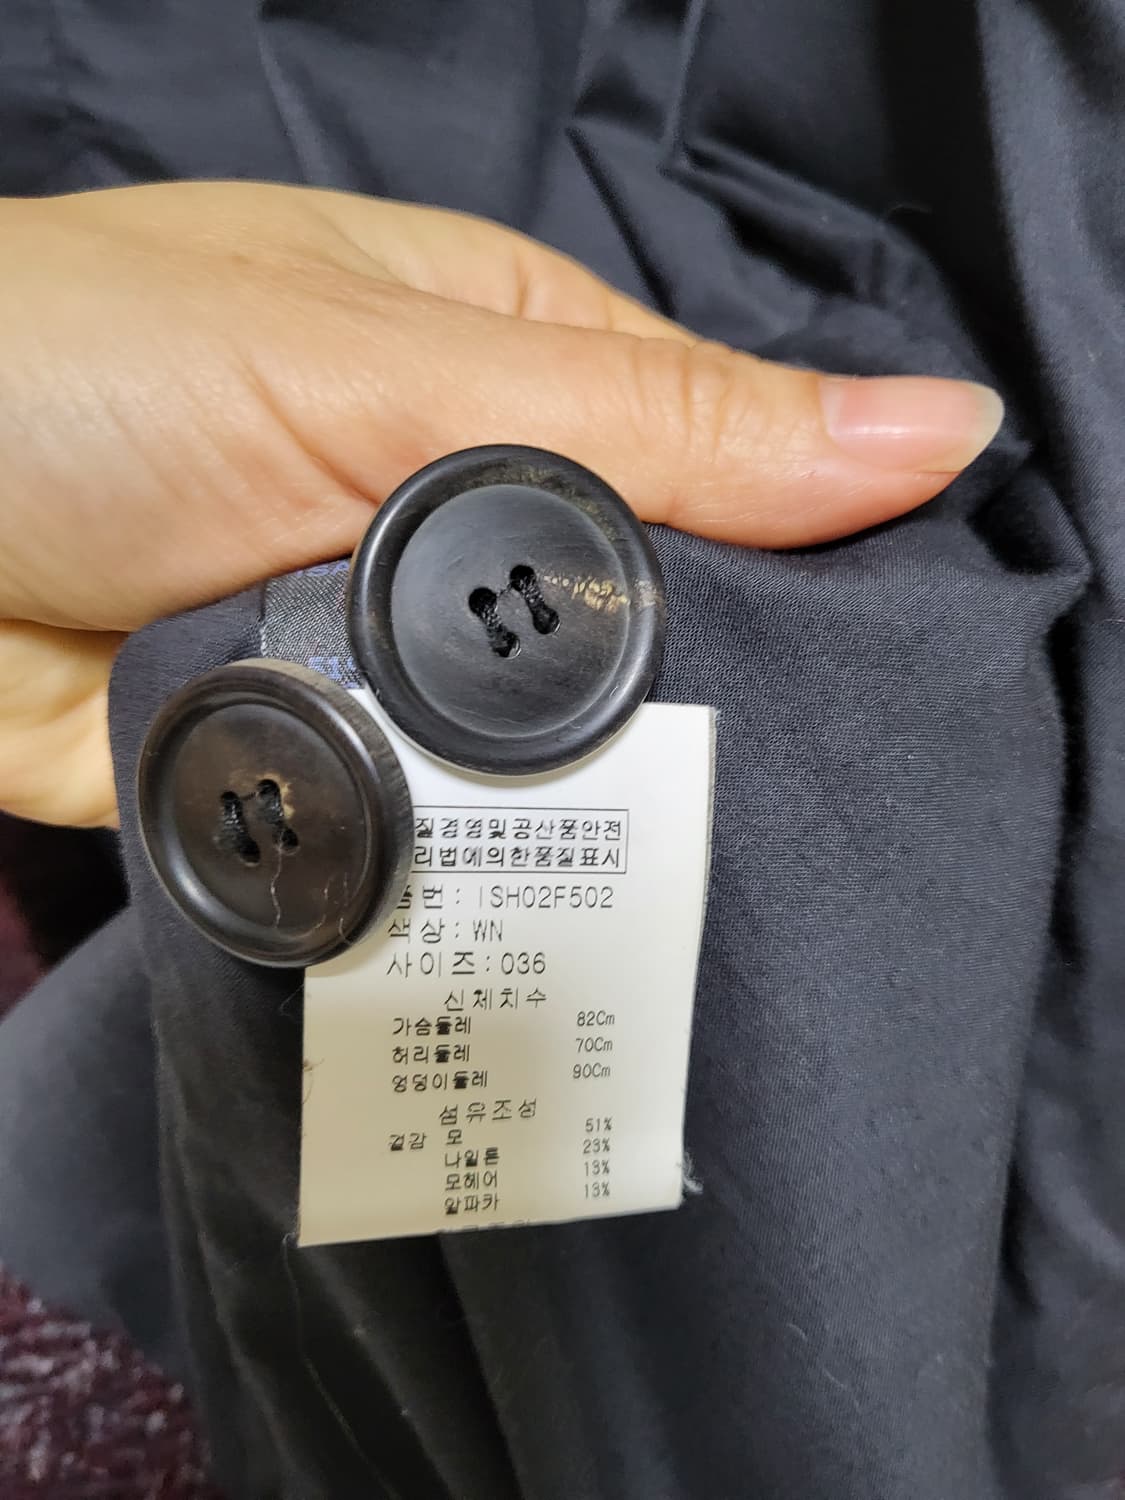 질경영및공산품안전
리법에의한품질표시
품번: ISH02F502
색상: WN
사이즈: 036
신체치수
가슴둘레 82Cm
허리둘레 70Cm
엉덩이둘레 90Cm
섬유조성
겉감 모 51%
나일론 23%
모헤어 13%
알파카 13%